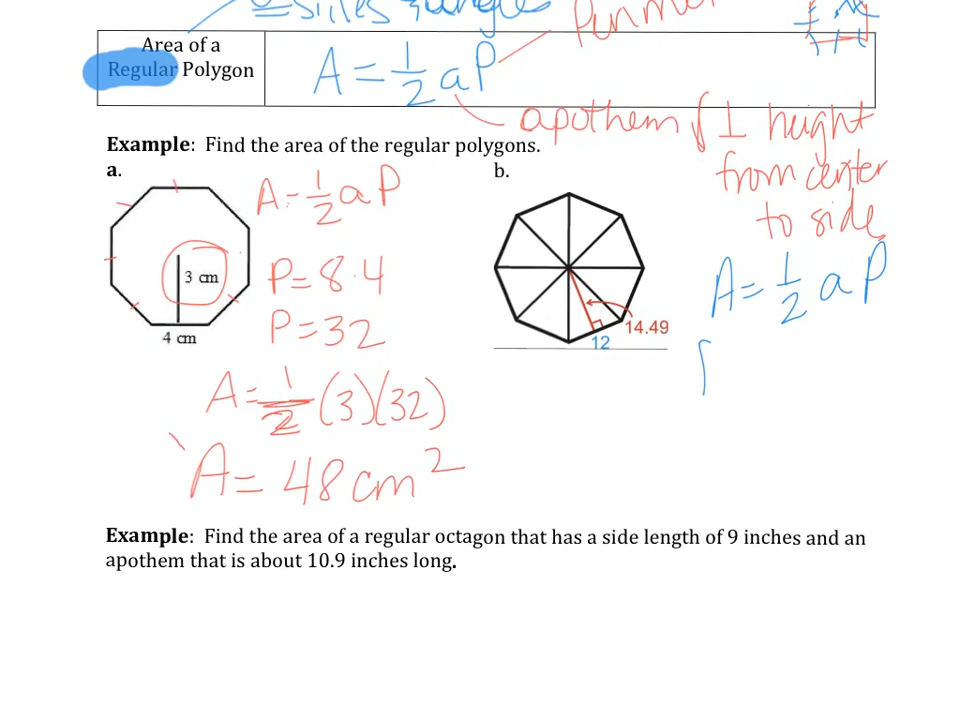 ≅ sides & angles
Area of a
Regular Polygon
A = 1/2 a P
apothem ⊥ height
from center
to side
Example: Find the area of the regular polygons.
a.
b.
A = 1/2 a P
3 cm
4 cm
P = 8·4
P = 32
A = 1/2 (3)(32)
A = 48 cm²
14.49
12
A = 1/2 a P
Example: Find the area of a regular octagon that has a side length of 9 inches and an
apothem that is about 10.9 inches long.